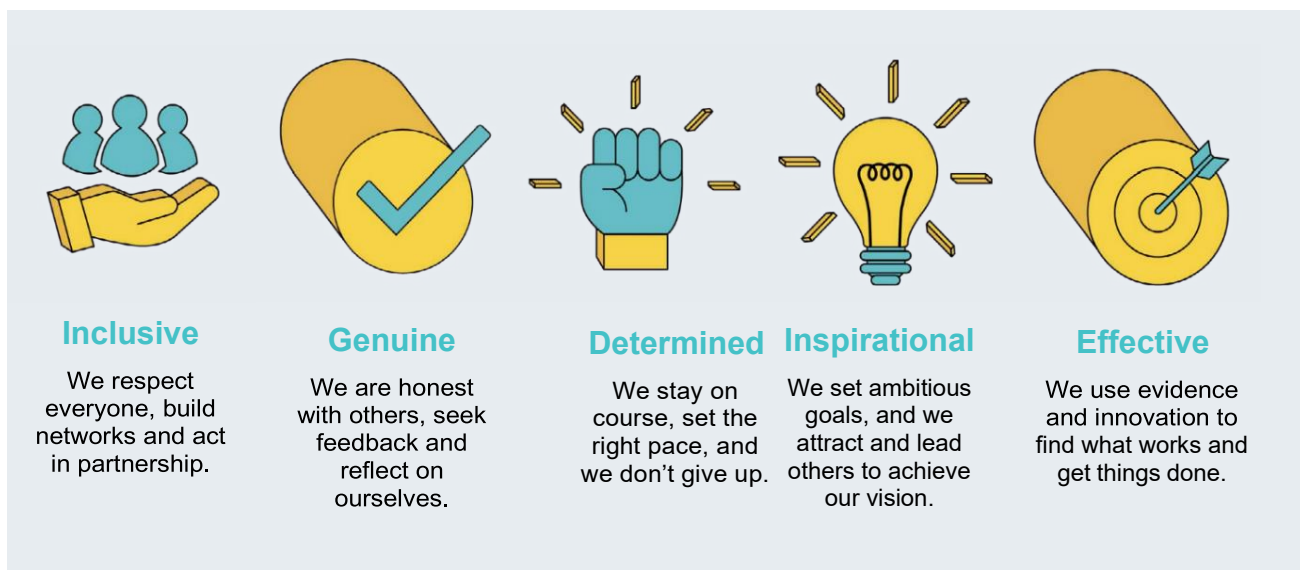 Inclusive
We respect
everyone, build
networks and act
in partnership.
Genuine
We are honest
with others, seek
feedback and
reflect on
ourselves.
Determined
We stay on
course, set the
right pace, and
we don’t give up.
Inspirational
We set ambitious
goals, and we
attract and lead
others to achieve
our vision.
Effective
We use evidence
and innovation to
find what works and
get things done.